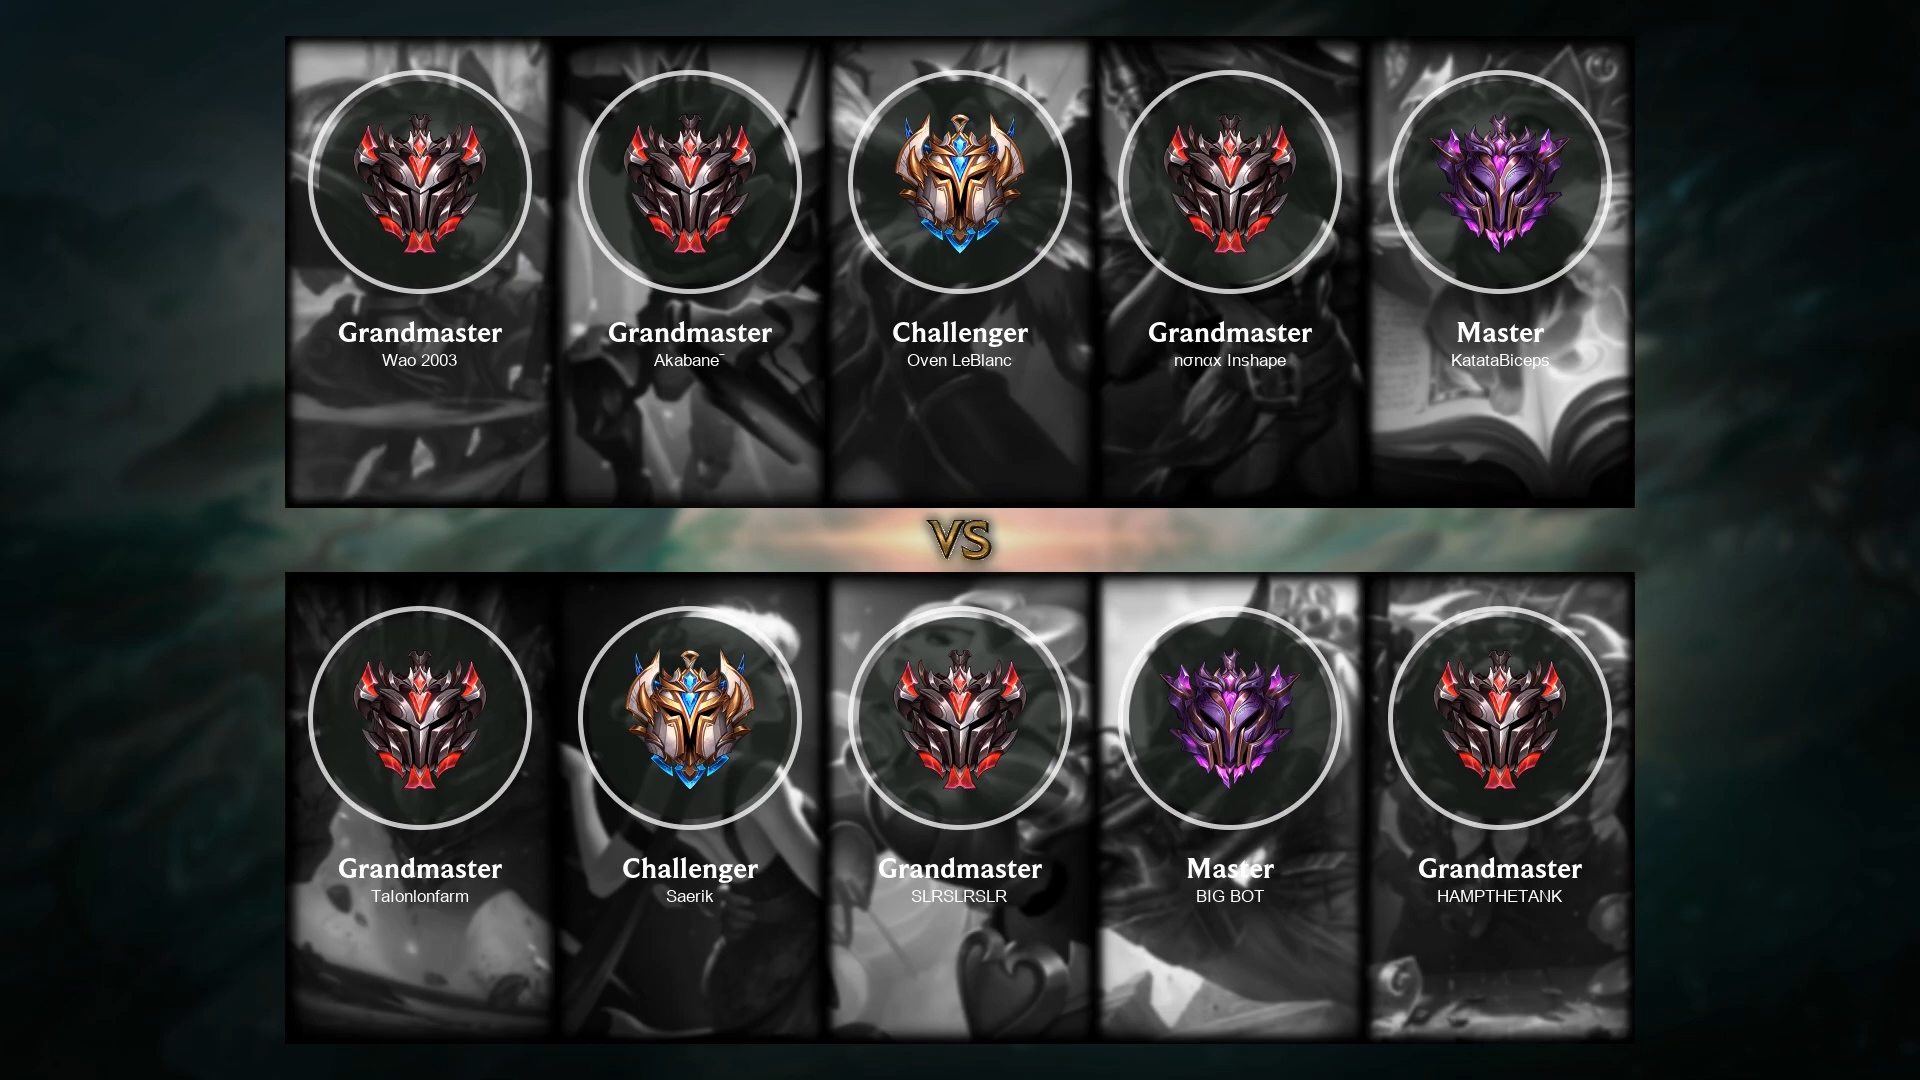 Grandmaster
Wao 2003
Grandmaster
Akabane¯
Challenger
Oven LeBlanc
Grandmaster
nσnαx Inshape
Master
KatataBiceps
VS
Grandmaster
Talonlonfarm
Challenger
Saerik
Grandmaster
SLRSLRSLR
Master
BIG BOT
Grandmaster
HAMPTHETANK